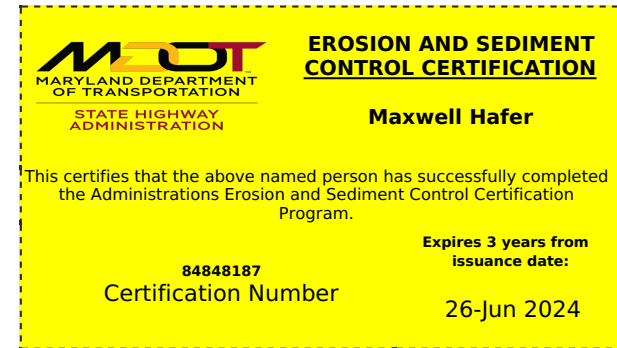 MDOT™
MARYLAND DEPARTMENT
OF TRANSPORTATION
STATE HIGHWAY
ADMINISTRATION
EROSION AND SEDIMENT
CONTROL CERTIFICATION
Maxwell Hafer
This certifies that the above named person has successfully completed
the Administrations Erosion and Sediment Control Certification
Program.
84848187
Certification Number
Expires 3 years from
issuance date:
26-Jun 2024